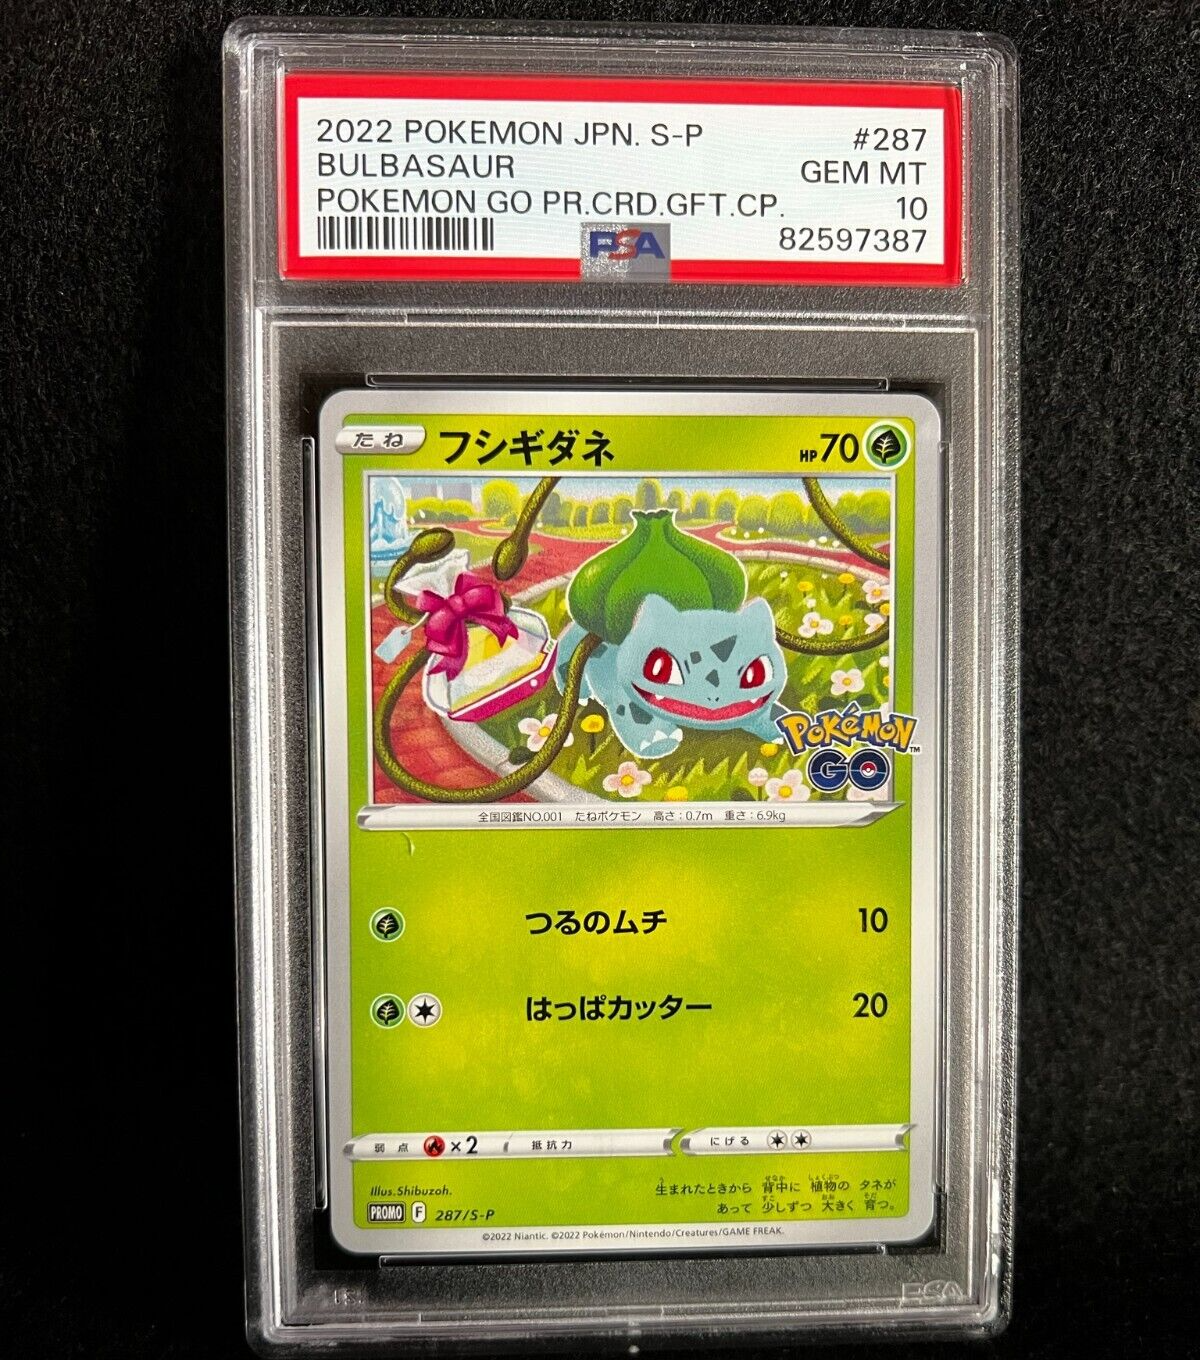 2022 POKEMON JPN. S-P #287
BULBASAUR GEM MT
POKEMON GO PR.CRD.GFT.CP. 10
PSA 82597387
たね フシギダネ HP 70
Pokémon GO ™
全国図鑑NO.001 たねポケモン 高さ：0.7m 重さ：6.9kg
つるのムチ 10
はっぱカッター 20
弱点 ×2 抵抗力 にげる
Illus.Shibuzoh.
生まれたときから 背中に 植物の タネが
あって 少しずつ 大きく 育つ。
PROMO F 287/S-P
©2022 Niantic. ©2022 Pokémon/Nintendo/Creatures/GAME FREAK.
PSA